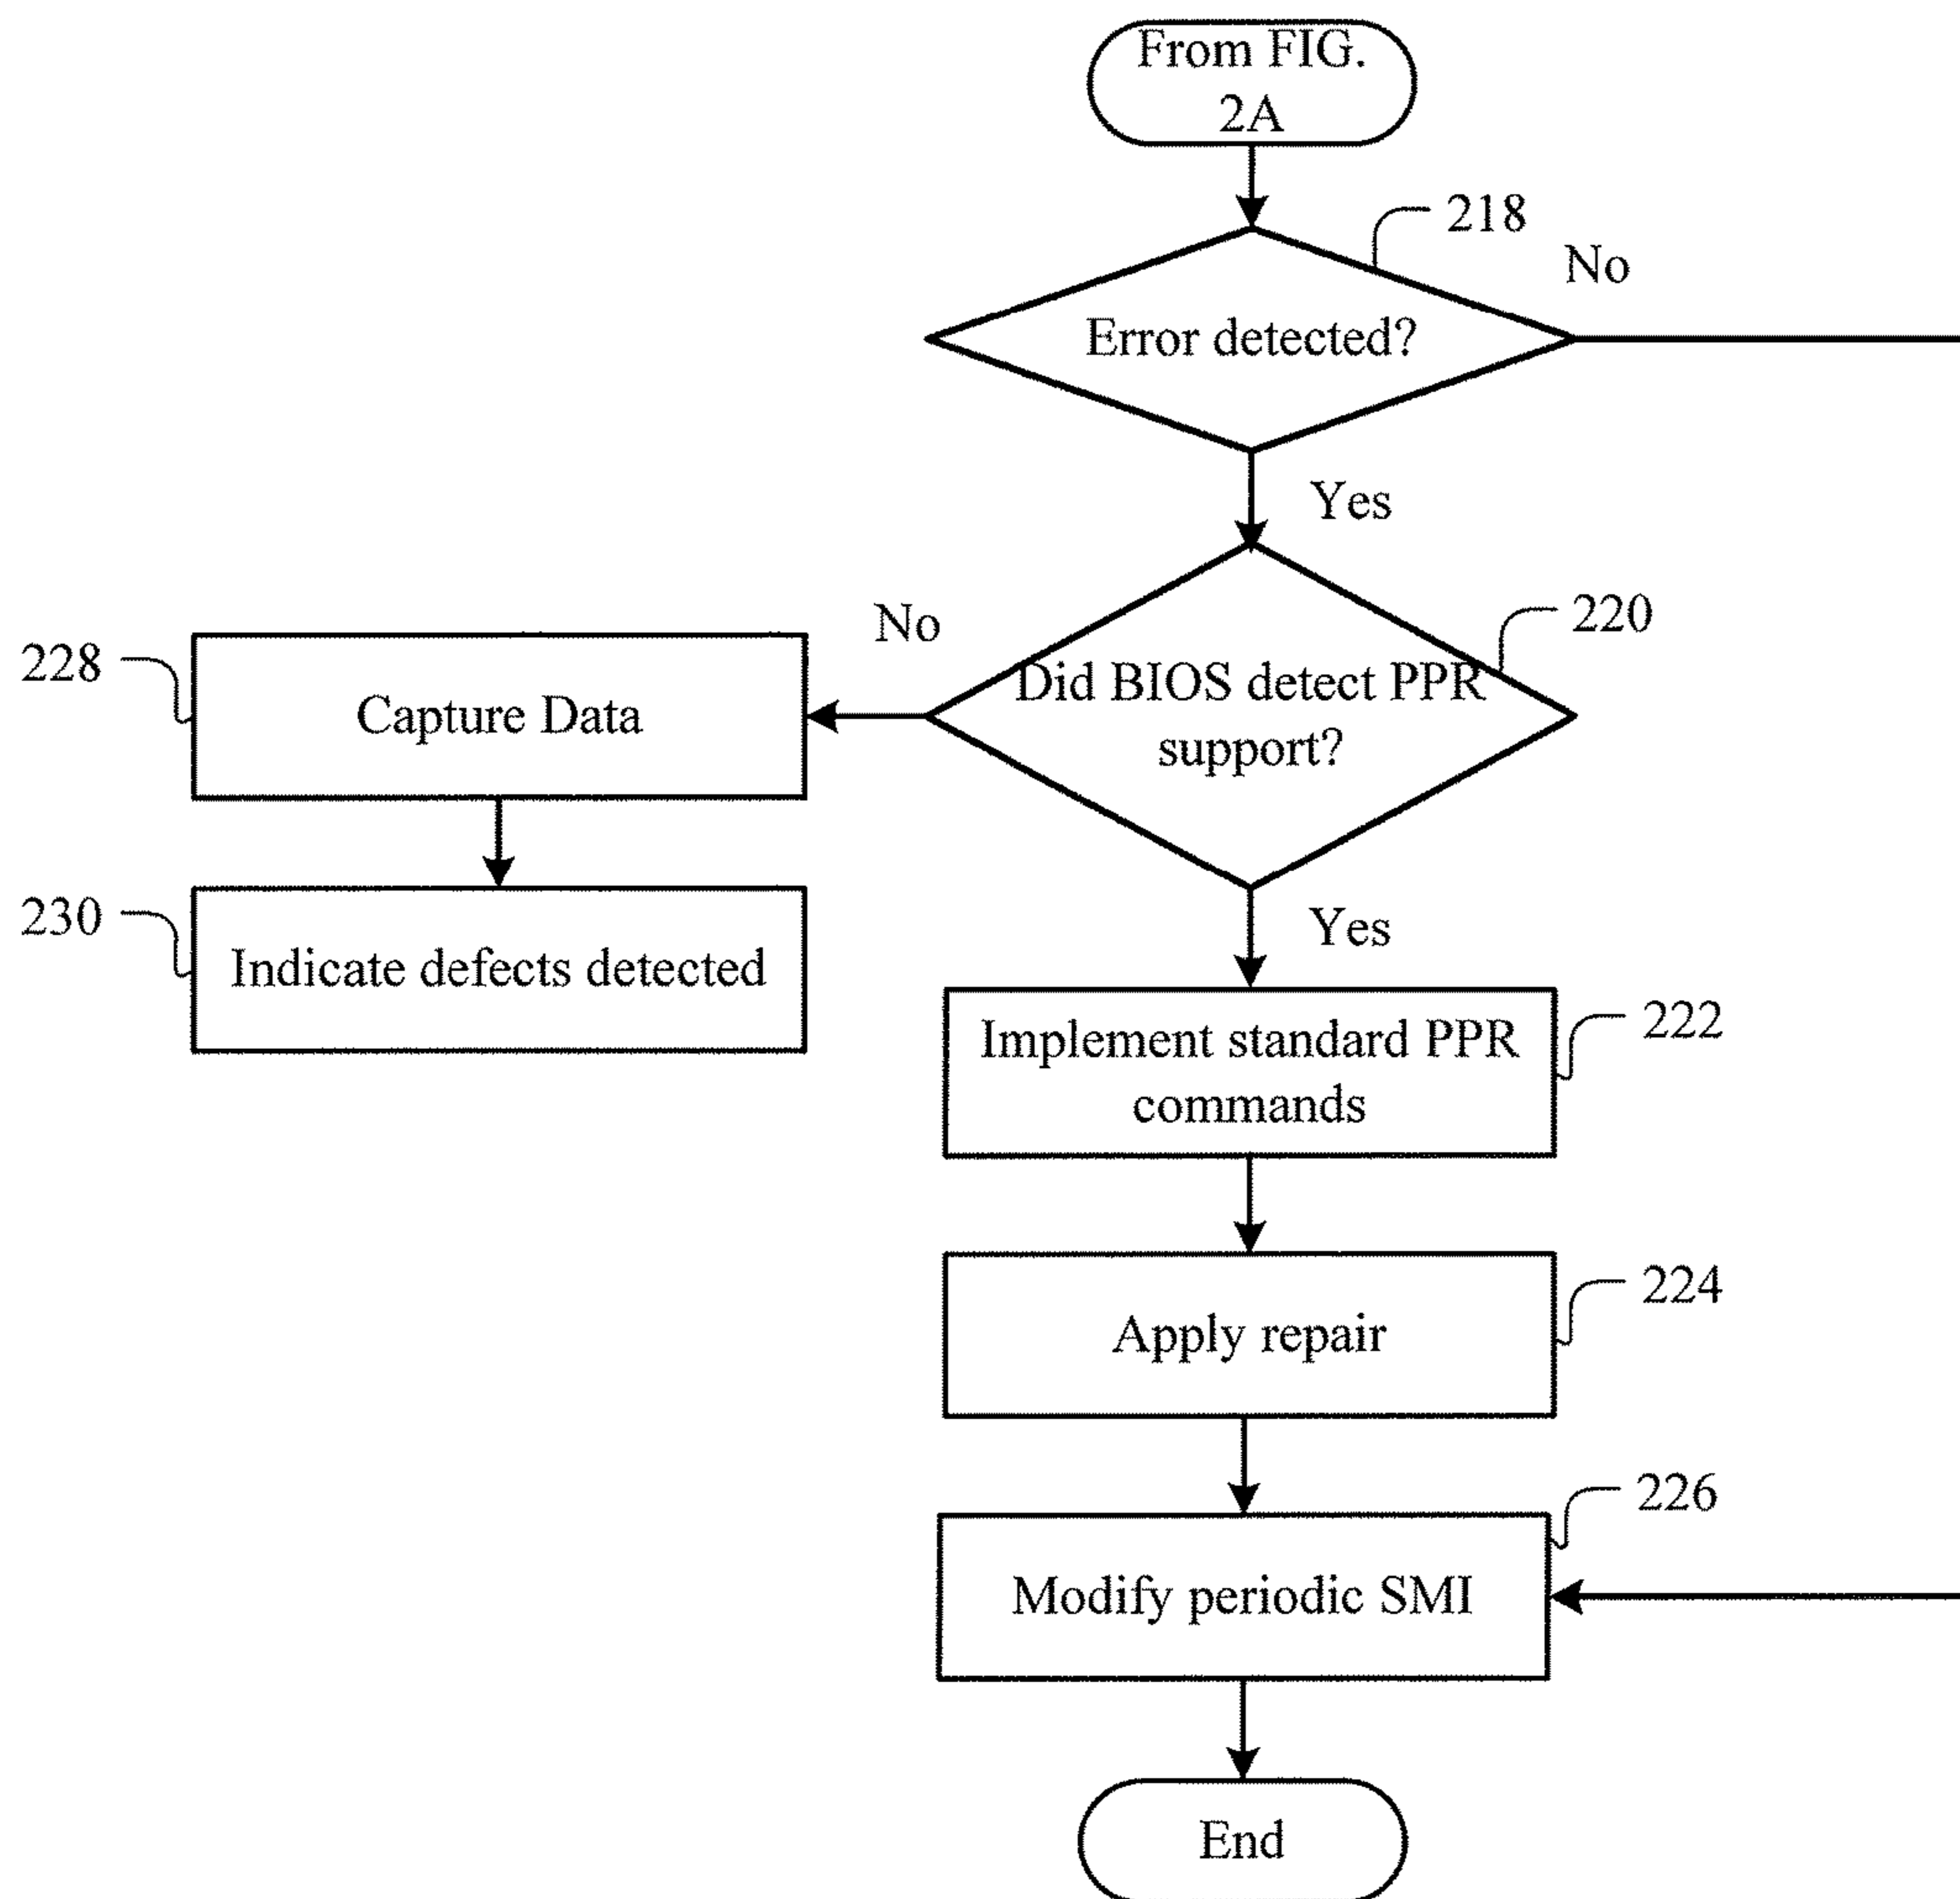 From FIG.
2A
218
No
Error detected?
Yes
220
No
Did BIOS detect PPR
support?
228
Capture Data
Yes
230
Indicate defects detected
222
Implement standard PPR
commands
224
Apply repair
226
Modify periodic SMI
End